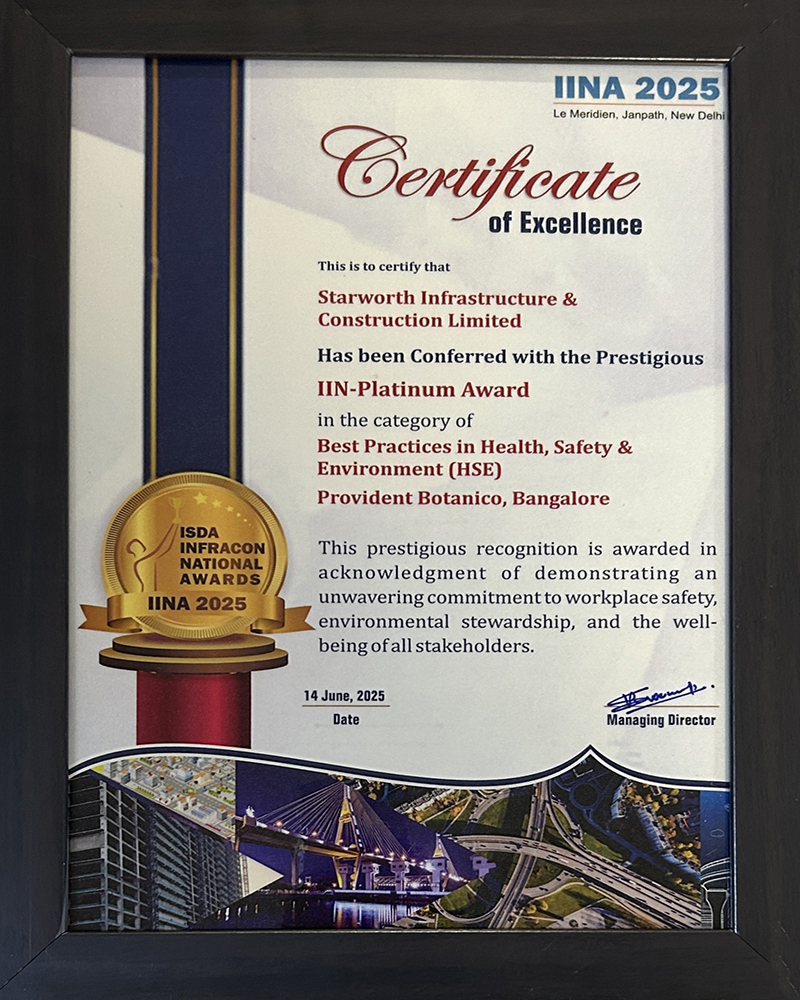 IINA 2025
Le Meridien, Janpath, New Delhi
Certificate
of Excellence
This is to certify that
Starworth Infrastructure &
Construction Limited
Has been Conferred with the Prestigious
IIN-Platinum Award
in the category of
Best Practices in Health, Safety &
Environment (HSE)
Provident Botanico, Bangalore
This prestigious recognition is awarded in
acknowledgment of demonstrating an
unwavering commitment to workplace safety,
environmental stewardship, and the well-
being of all stakeholders.
ISDA
INFRACON
NATIONAL
AWARDS
IINA 2025
14 June, 2025
Date
Managing Director